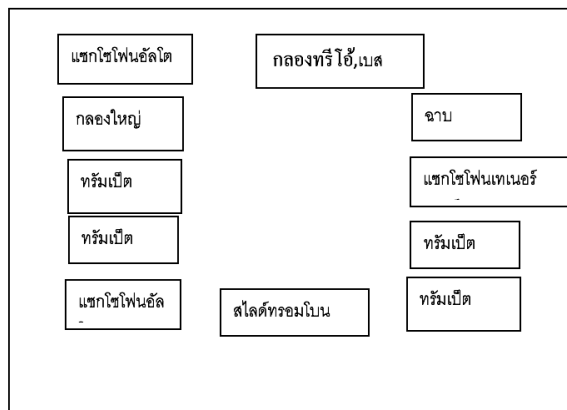 แซกโซโฟนอัลโต
กลองทรีโอ้,เบส
กลองใหญ่
ฉาบ
ทรัมเป็ต
แซกโซโฟนเทเนอร์
ทรัมเป็ต
ทรัมเป็ต
แซกโซโฟนอัล
สไลด์ทรอมโบน
ทรัมเป็ต